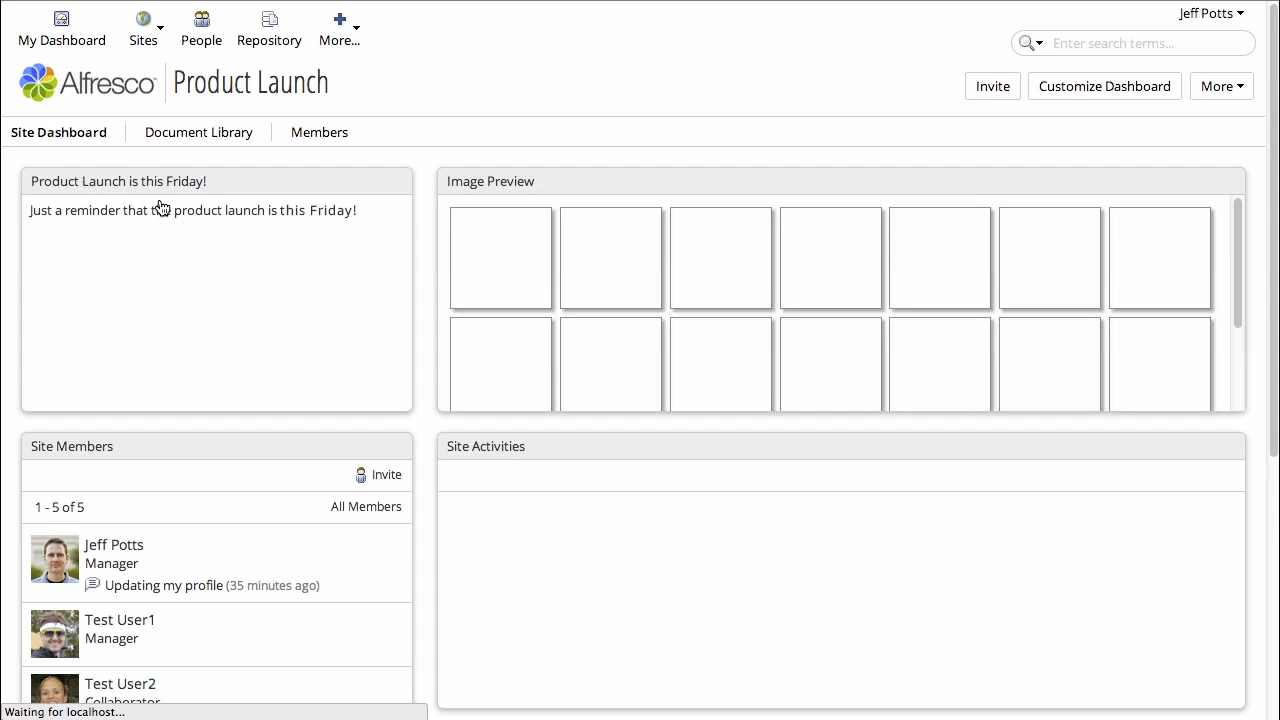 Jeff Potts
My Dashboard
Sites
People
Repository
More...
Enter search terms...
Alfresco
Product Launch
Invite
Customize Dashboard
More
Site Dashboard
Document Library
Members
Product Launch is this Friday!
Just a reminder that the product launch is this Friday!
Image Preview
Site Members
Invite
1 - 5 of 5
All Members
Jeff Potts
Manager
Updating my profile (35 minutes ago)
Test User1
Manager
Test User2
Collaborator
Site Activities
Waiting for localhost...